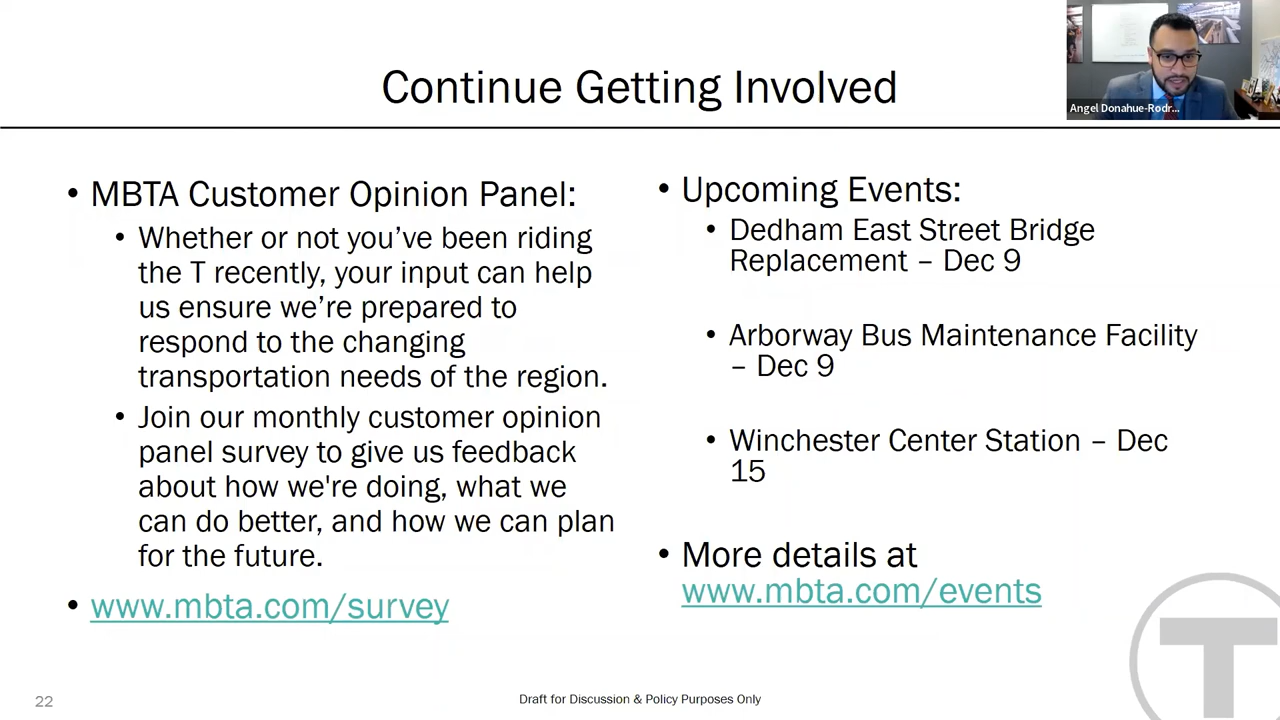 Continue Getting Involved
Angel Donahue-Rodr...
• MBTA Customer Opinion Panel:
• Whether or not you’ve been riding
the T recently, your input can help
us ensure we’re prepared to
respond to the changing
transportation needs of the region.
• Join our monthly customer opinion
panel survey to give us feedback
about how we're doing, what we
can do better, and how we can plan
for the future.
• www.mbta.com/survey
• Upcoming Events:
• Dedham East Street Bridge
Replacement – Dec 9
• Arborway Bus Maintenance Facility
– Dec 9
• Winchester Center Station – Dec
15
• More details at
www.mbta.com/events
T
22
Draft for Discussion & Policy Purposes Only